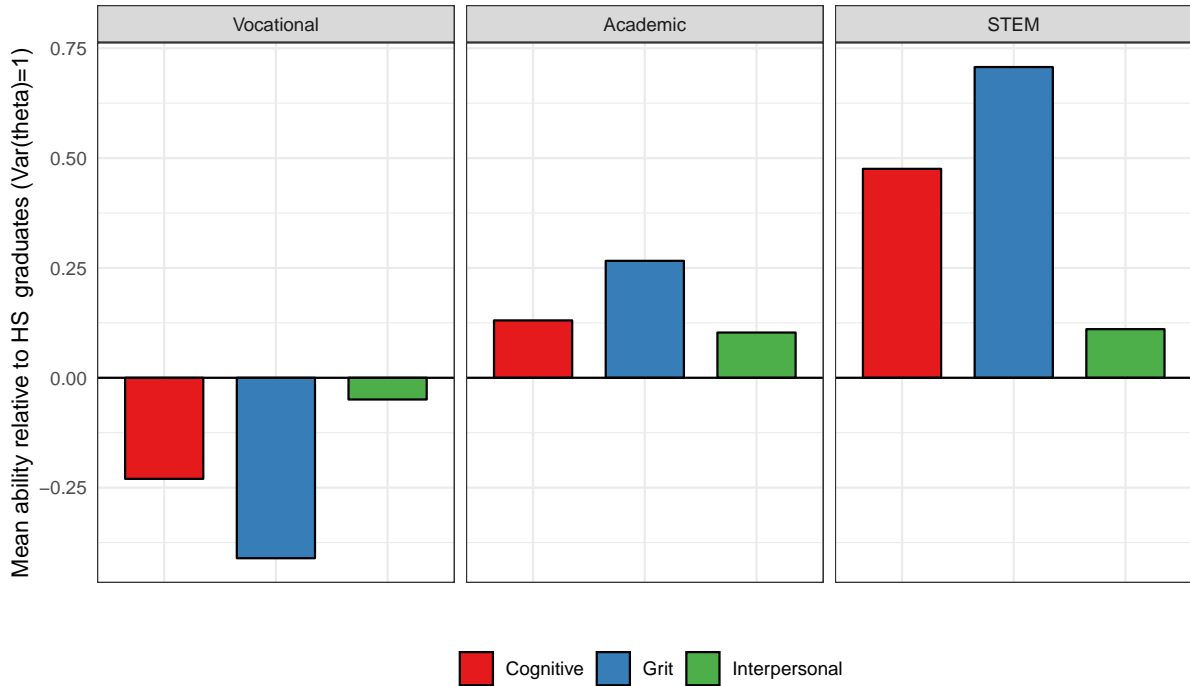 Vocational
Academic
STEM
Mean ability relative to HS  graduates (Var(theta)=1)
0.75
0.50
0.25
0.00
−0.25
Cognitive
Grit
Interpersonal